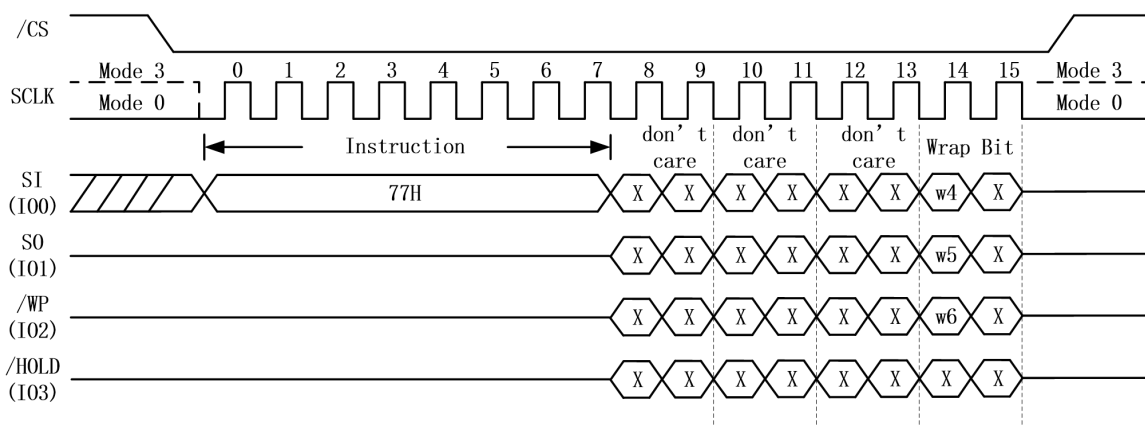 /CS
Mode 3 0 1 2 3 4 5 6 7 8 9 10 11 12 13 14 15 Mode 3
SCLK Mode 0 Mode 0
Instruction don't care don't care don't care Wrap Bit
SI
(IO0) 77H X X X X X X w4 X
SO
(IO1) X X X X X X w5 X
/WP
(IO2) X X X X X X w6 X
/HOLD
(IO3) X X X X X X X X